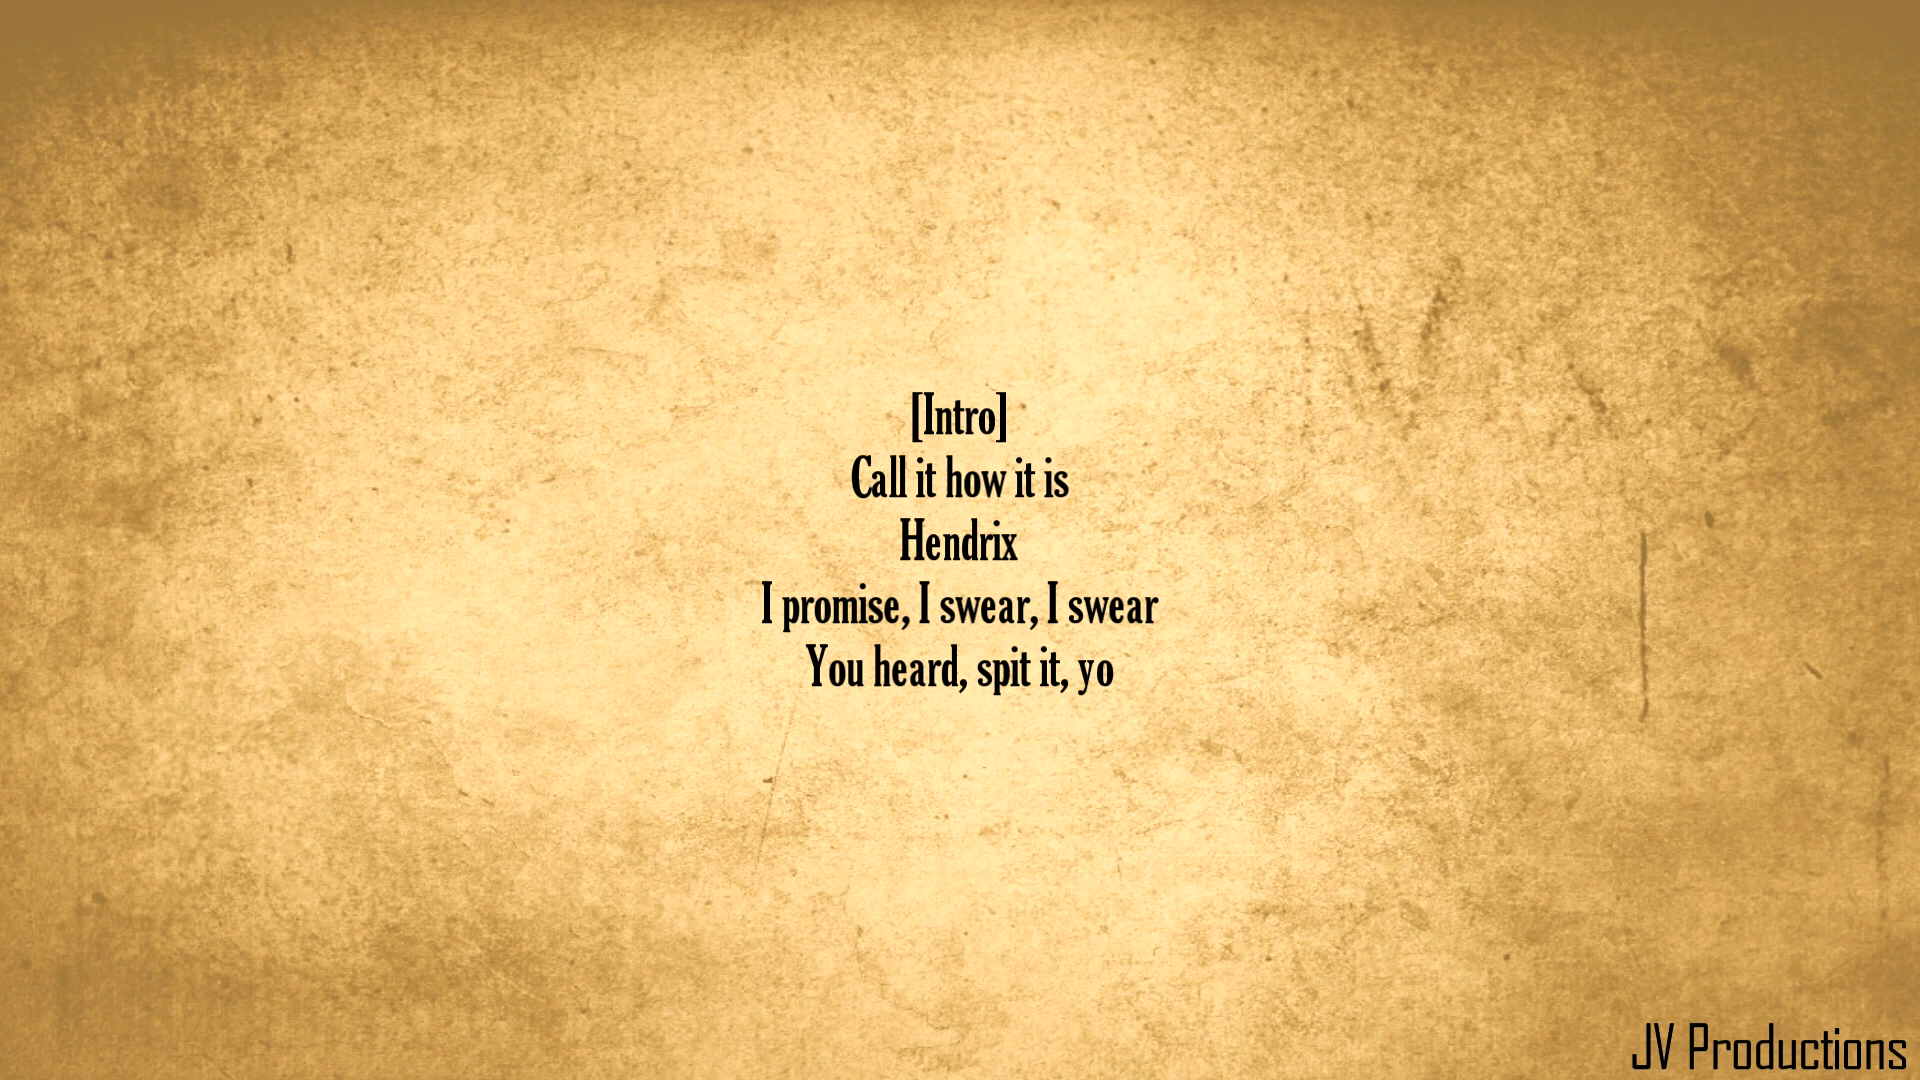 [Intro]
Call it how it is
Hendrix
I promise, I swear, I swear
You heard, spit it, yo
JV Productions